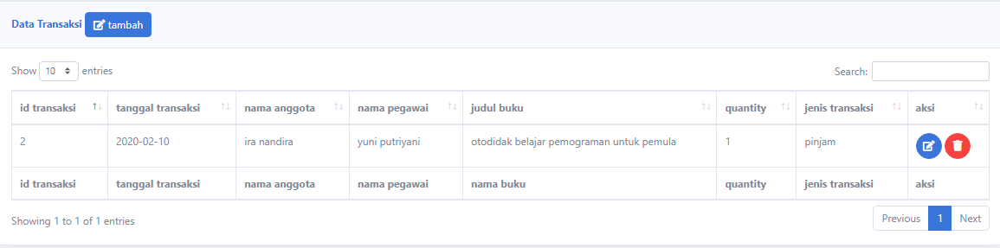 Data Transaksi tambah
Show 10 entries Search:
id transaksi tanggal transaksi nama anggota nama pegawai judul buku quantity jenis transaksi aksi
2 2020-02-10 ira nandira yuni putriyani otodidak belajar pemograman untuk pemula 1 pinjam
id transaksi tanggal transaksi nama anggota nama pegawai nama buku quantity jenis transaksi aksi
Showing 1 to 1 of 1 entries Previous 1 Next